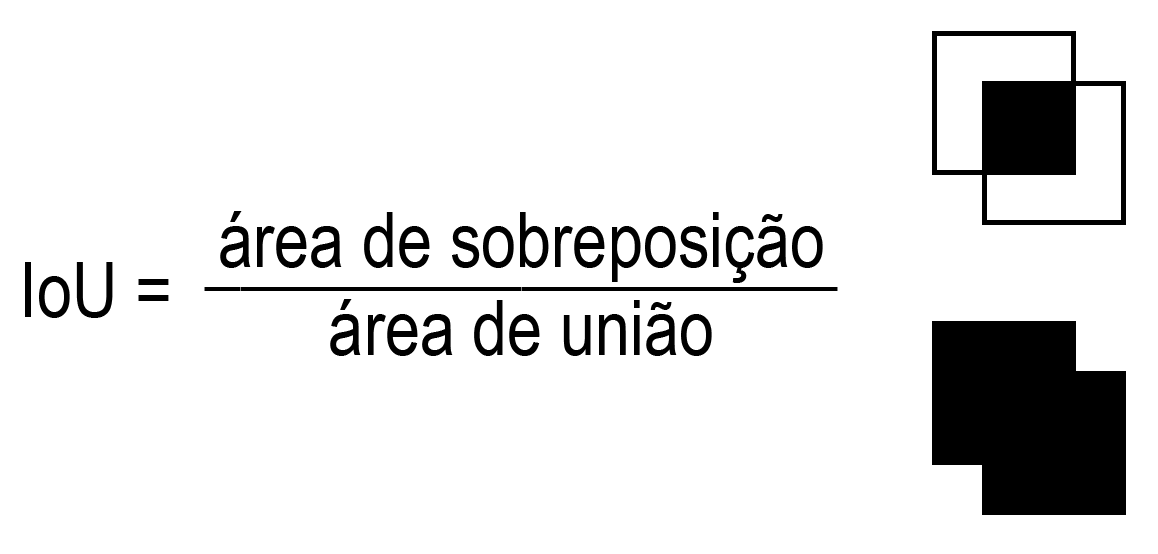 IoU = área de sobreposição
área de união